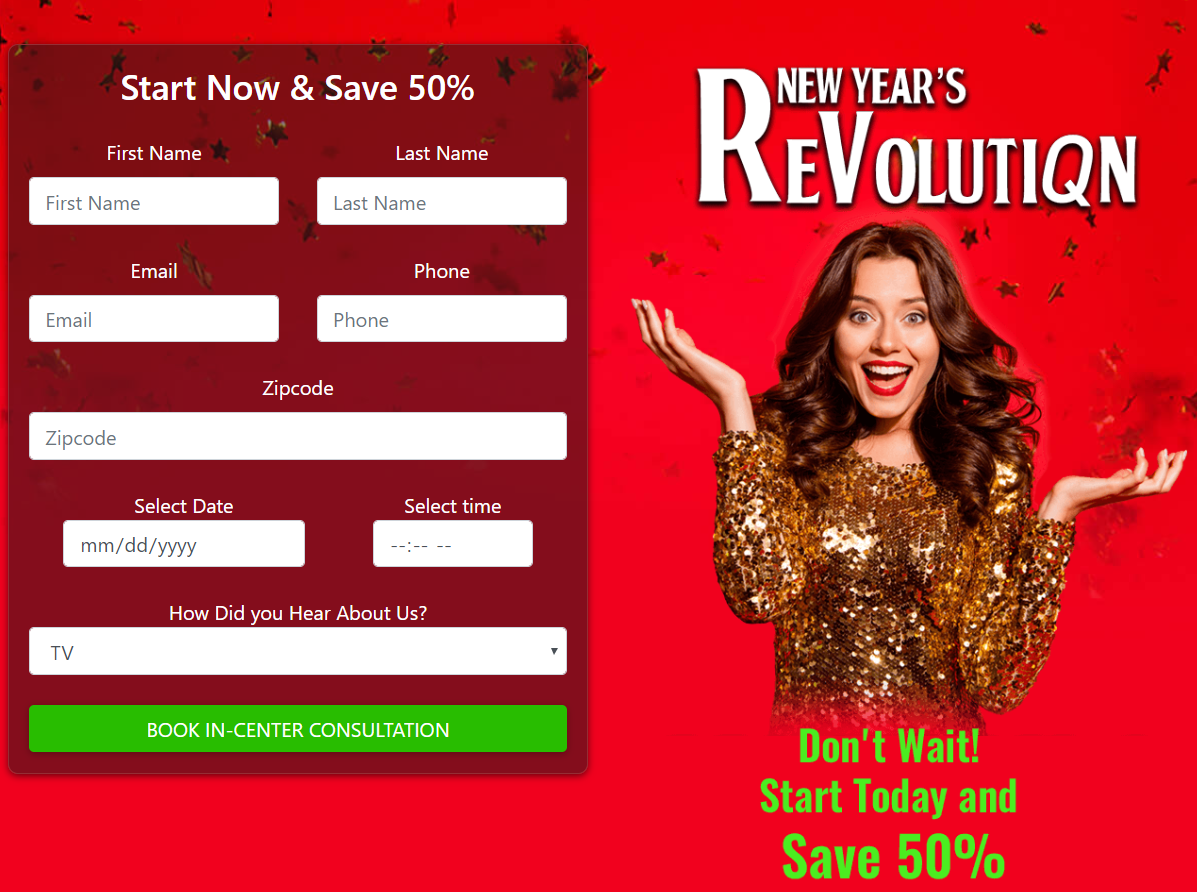 Start Now & Save 50%
First Name
Last Name
First Name
Last Name
Email
Phone
Email
Phone
Zipcode
Zipcode
Select Date
Select time
mm/dd/yyyy
--:-- --
How Did you Hear About Us?
TV
BOOK IN-CENTER CONSULTATION
NEW YEAR'S
REVOLUTION
Don't Wait!
Start Today and
Save 50%